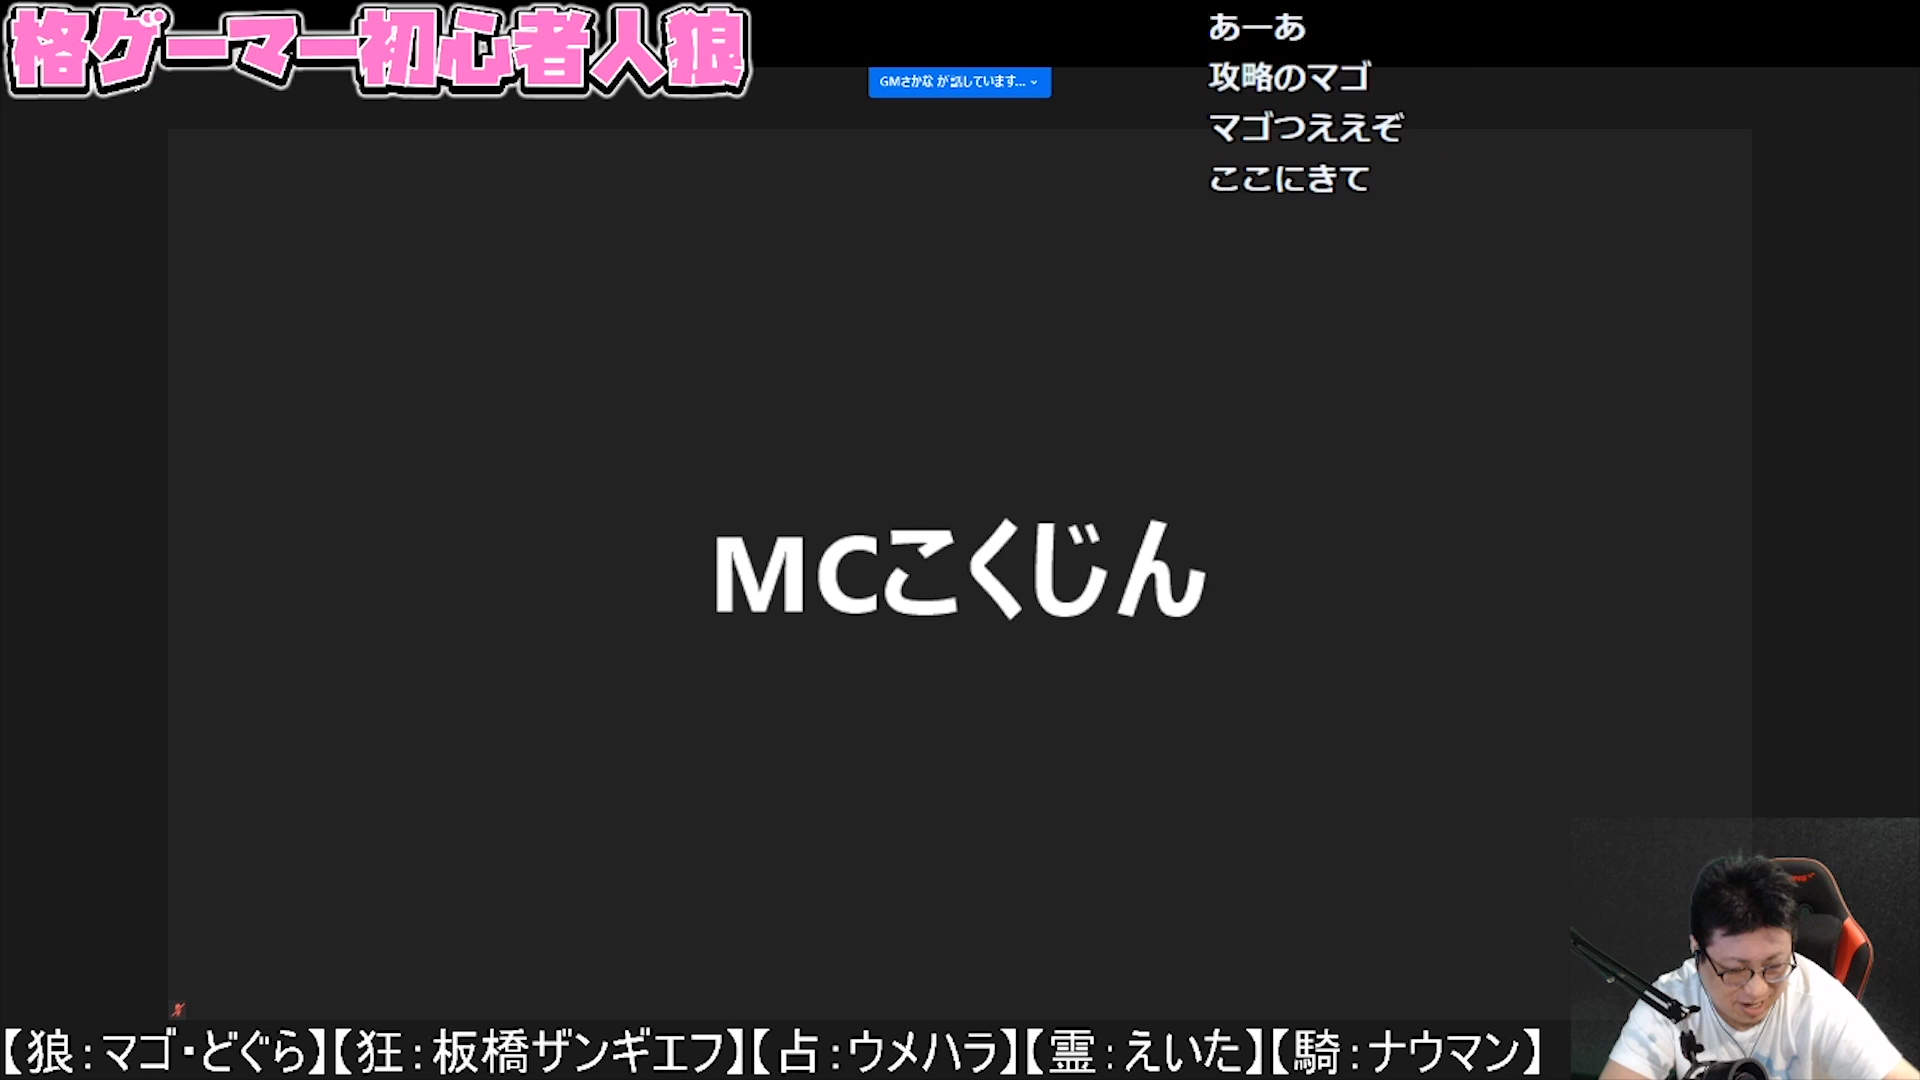 格ゲーマー初心者人狼
GMさかな が話しています...
あーあ
攻略のマゴ
マゴつええぞ
ここにきて
MCこくじん
【狼：マゴ・どぐら】【狂：板橋ザンギエフ】【占：ウメハラ】【霊：えいた】【騎：ナウマン】